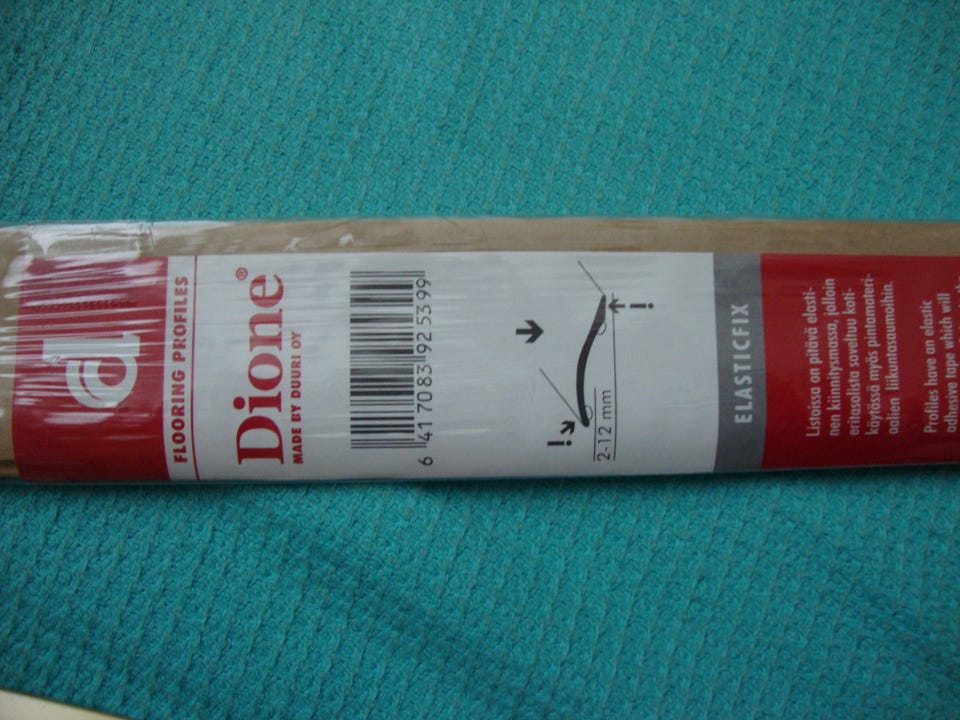 d
FLOORING PROFILES
Dione®
MADE BY DUURI OY
6 417083 925399
!
!
2-12 mm
ELASTICFIX
Listoissa on pitävä elasti-
nen kiinnitysmassa, jolloin
eritasolista soveltuu koti-
käytössä myös pintamateri-
aalien liikuntasaumoihin.
Profiles have an elastic
adhesive tape which will